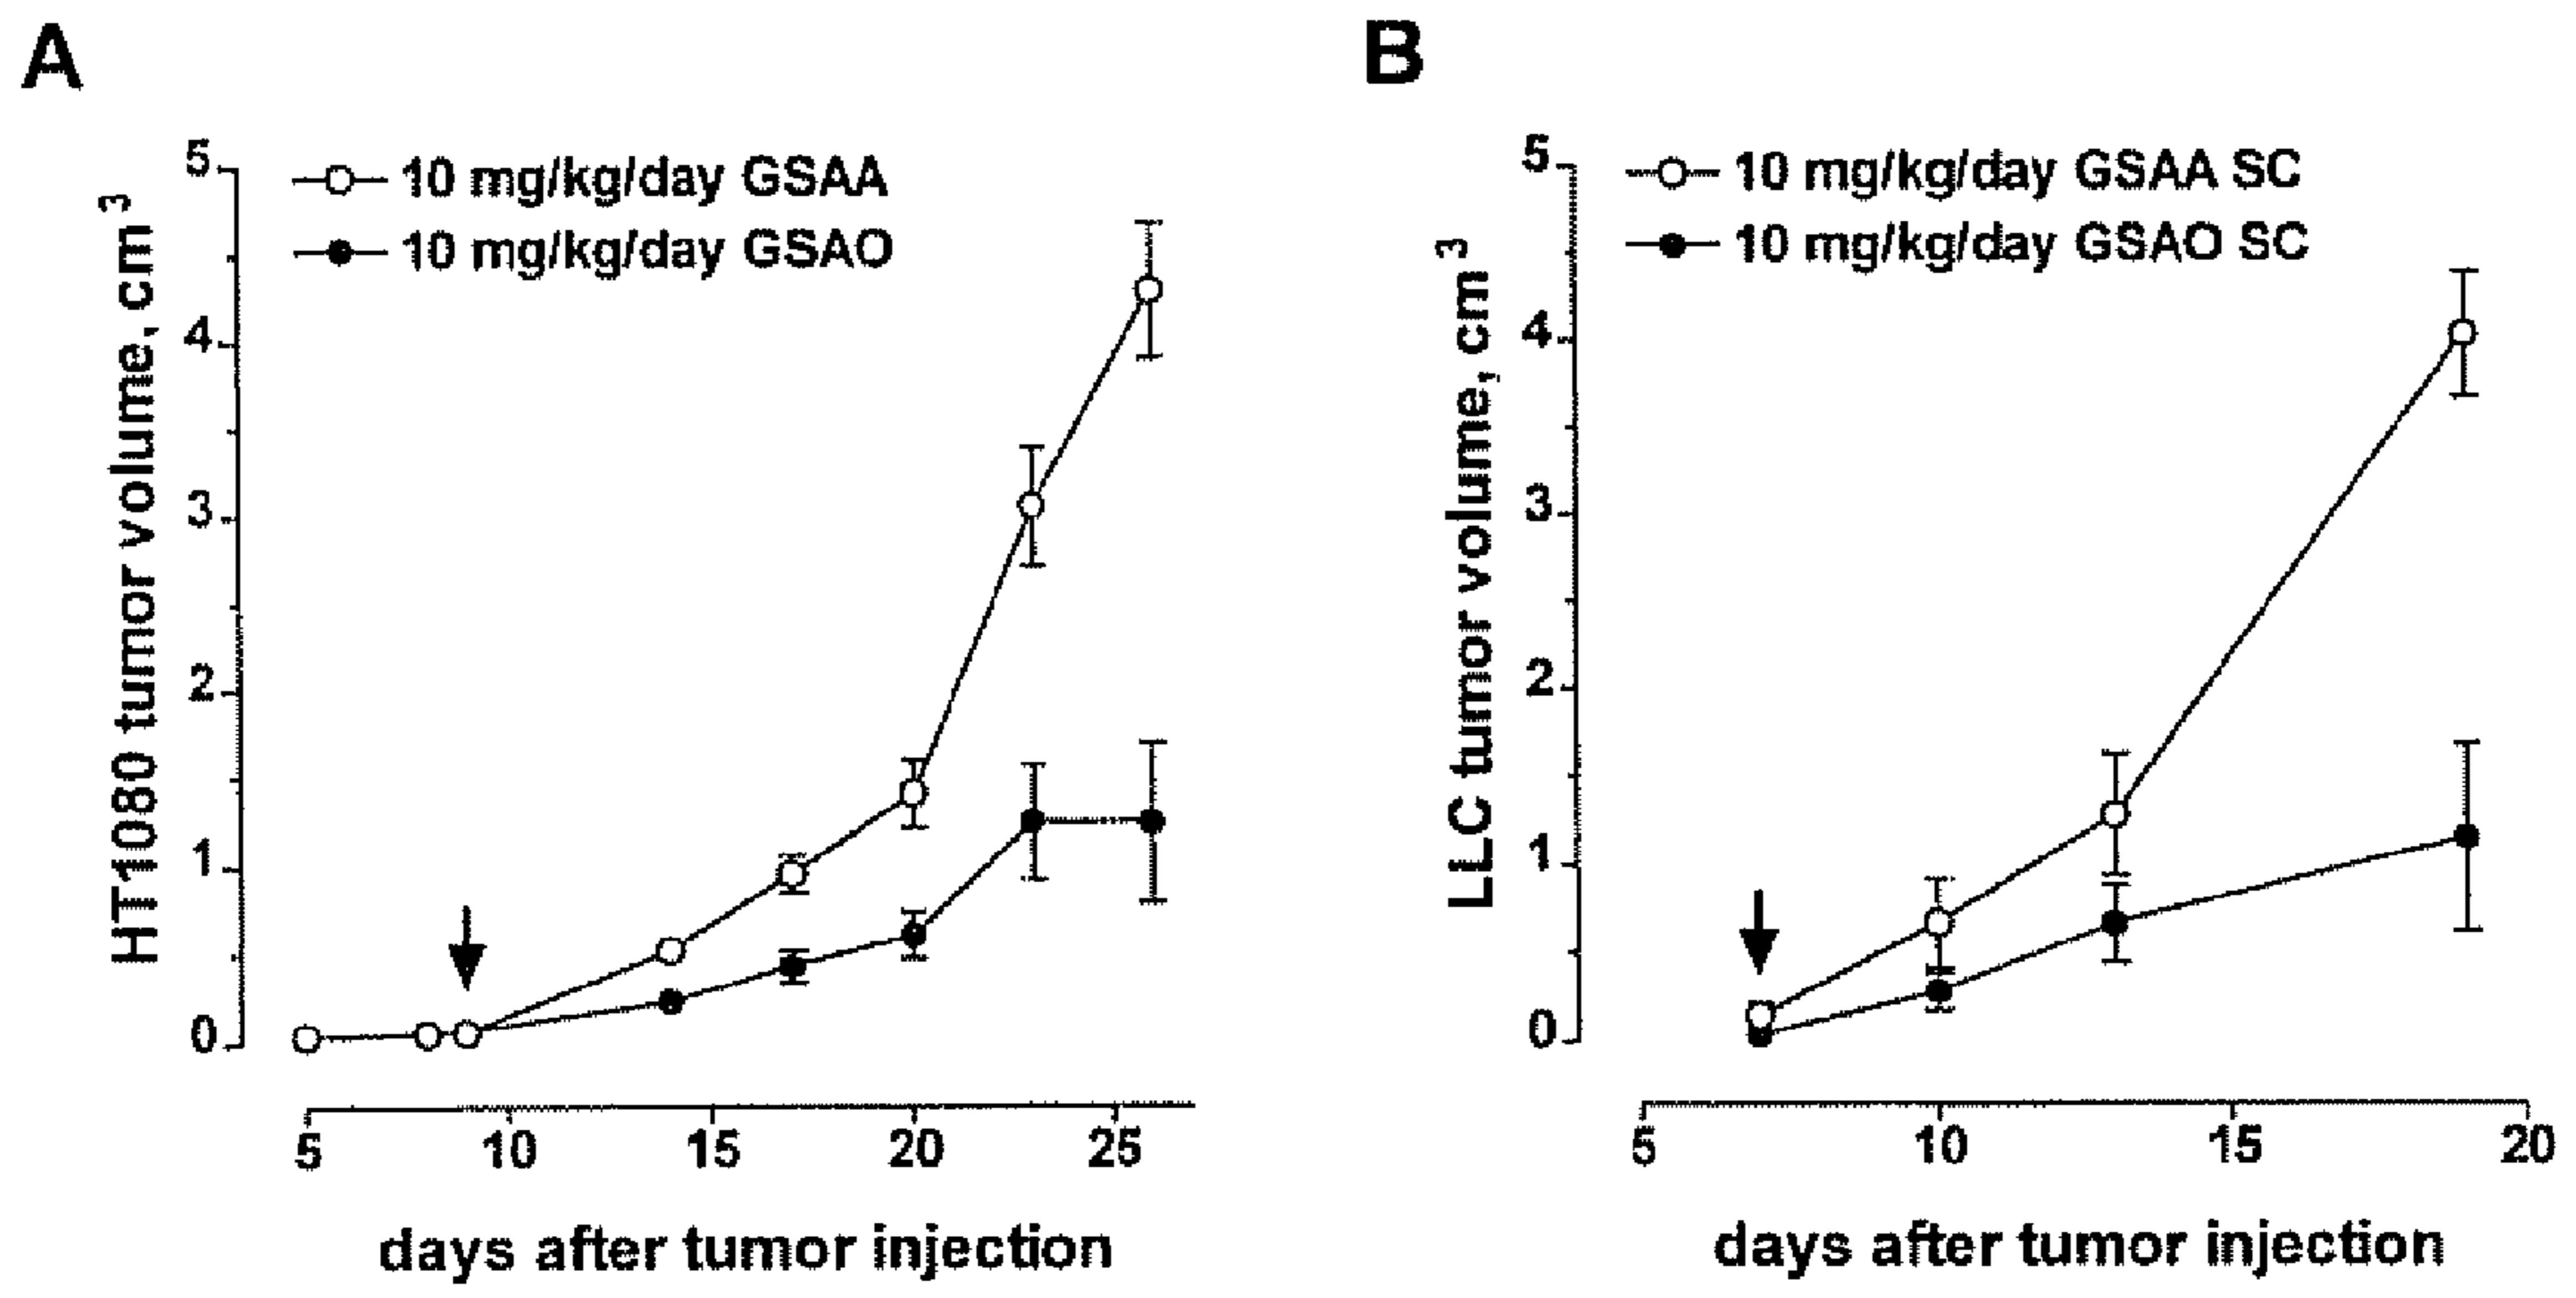 A
HT1080 tumor volume, cm³
5
4
3
2
1
0
10 mg/kg/day GSAA
10 mg/kg/day GSAO
5 10 15 20 25
days after tumor injection
B
LLC tumor volume, cm³
5
4
3
2
1
0
10 mg/kg/day GSAA SC
10 mg/kg/day GSAO SC
5 10 15 20
days after tumor injection